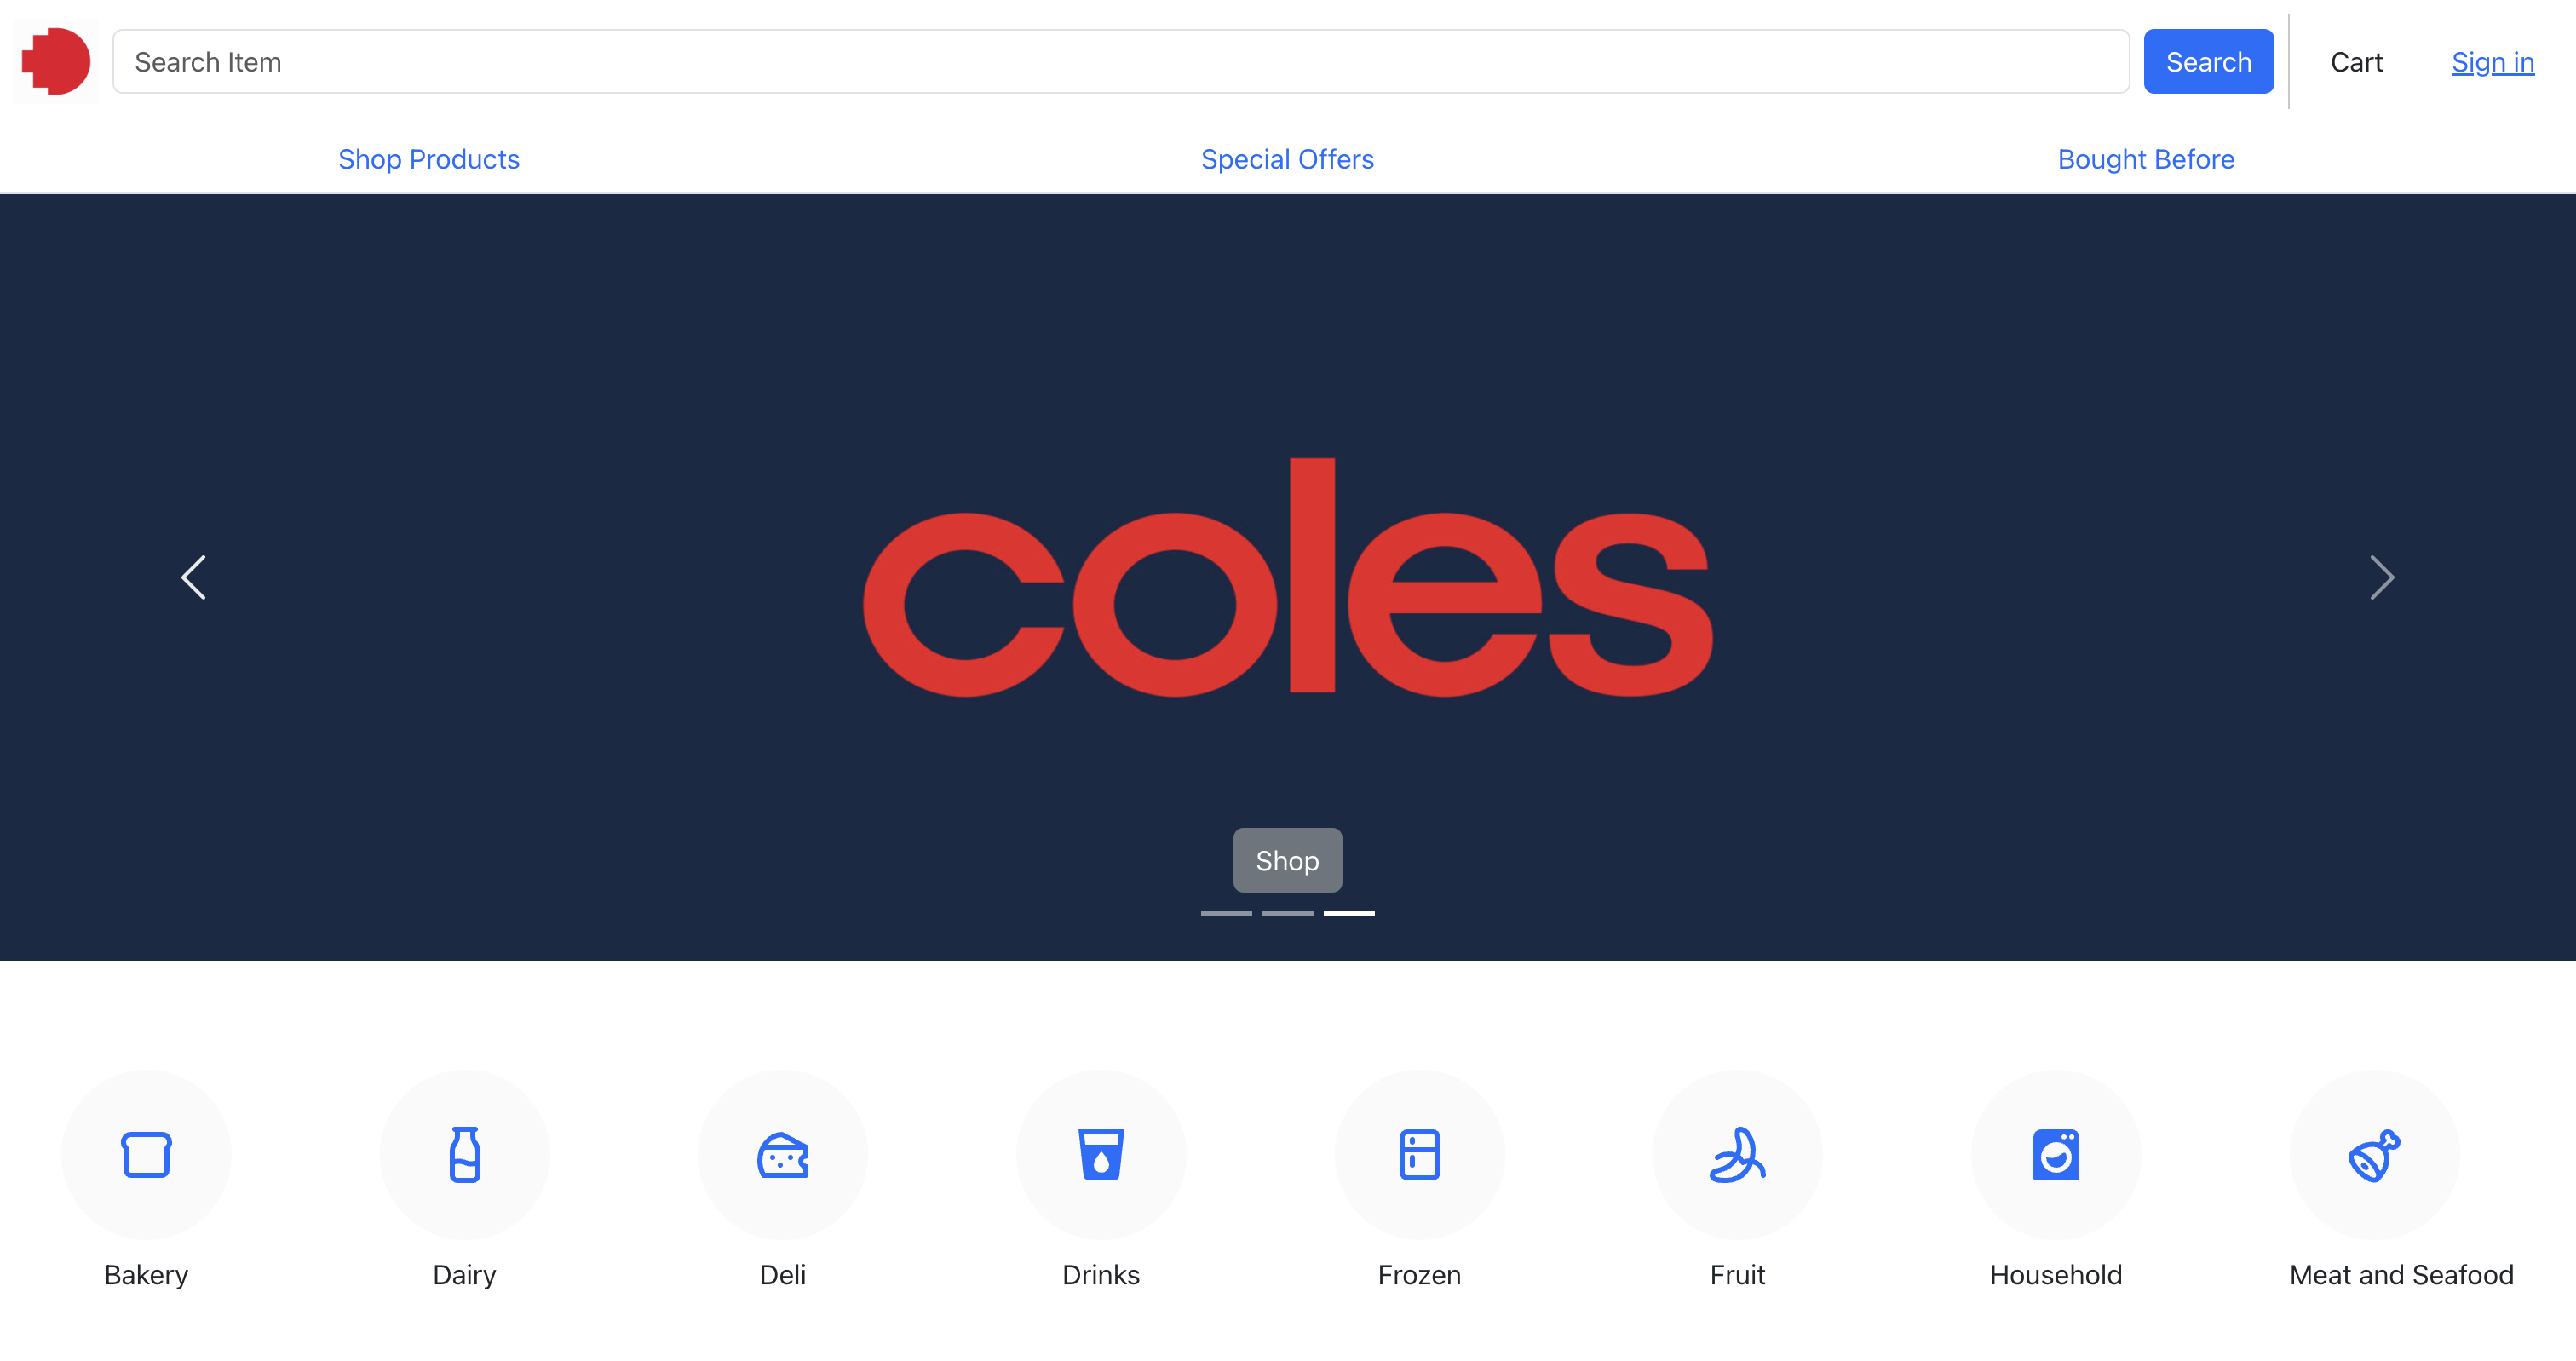 Search Item
Search
Cart
Sign in
Shop Products
Special Offers
Bought Before
coles
Shop
Bakery
Dairy
Deli
Drinks
Frozen
Fruit
Household
Meat and Seafood